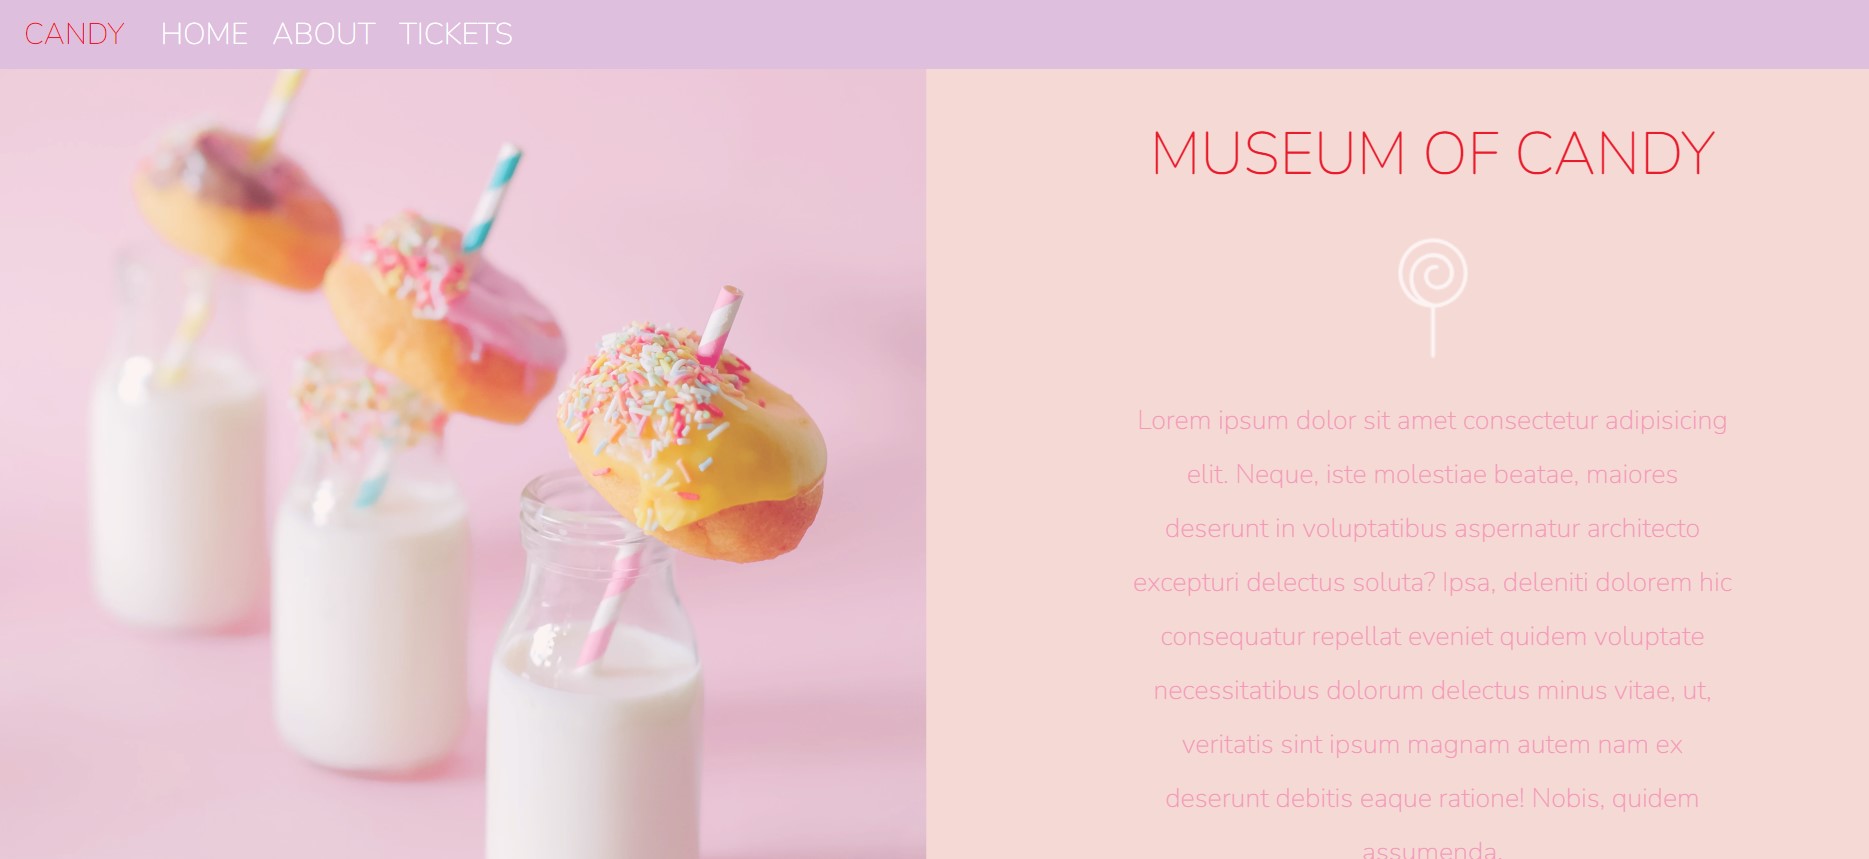 CANDY HOME ABOUT TICKETS
MUSEUM OF CANDY
Lorem ipsum dolor sit amet consectetur adipisicing
elit. Neque, iste molestiae beatae, maiores
deserunt in voluptatibus aspernatur architecto
excepturi delectus soluta? Ipsa, deleniti dolorem hic
consequatur repellat eveniet quidem voluptate
necessitatibus dolorum delectus minus vitae, ut,
veritatis sint ipsum magnam autem nam ex
deserunt debitis eaque ratione! Nobis, quidem
assumenda.